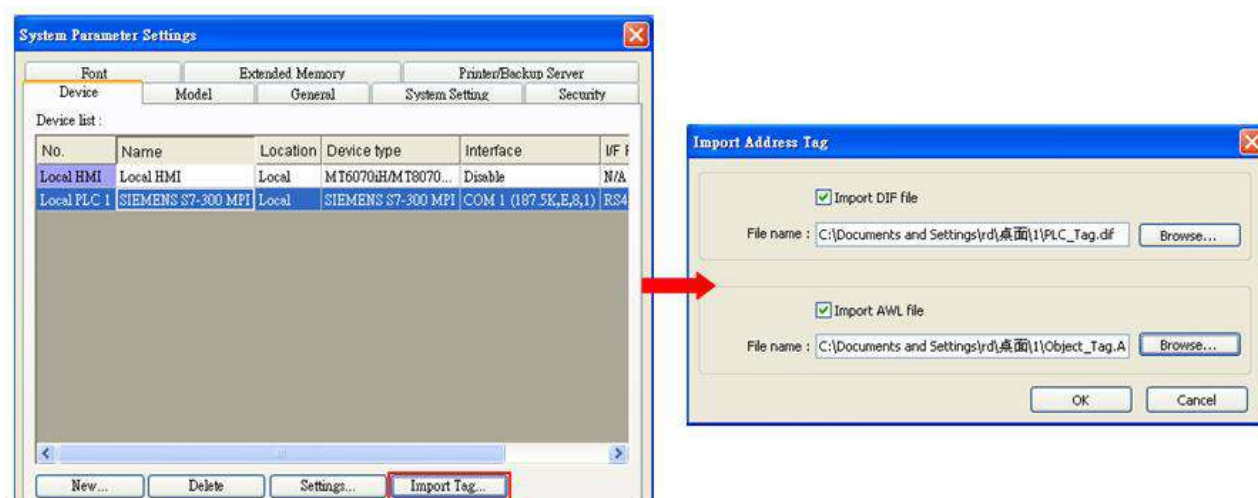 System Parameter Settings
Font Extended Memory Printer/Backup Server
Device Model General System Setting Security
Device list :
No. Name Location Device type Interface I/F
Local HMI Local HMI Local MT6070iH/MT8070... Disable N/A
Local PLC 1 SIEMENS S7-300 MPI Local SIEMENS S7-300 MPI COM 1 (187.5K,E,8,1) RS4
New... Delete Settings... Import Tag...
Import Address Tag
Import DIF file
File name : C:\Documents and Settings\rd\桌面\1\PLC_Tag.dif Browse...
Import AWL file
File name : C:\Documents and Settings\rd\桌面\1\Object_Tag.A Browse...
OK Cancel